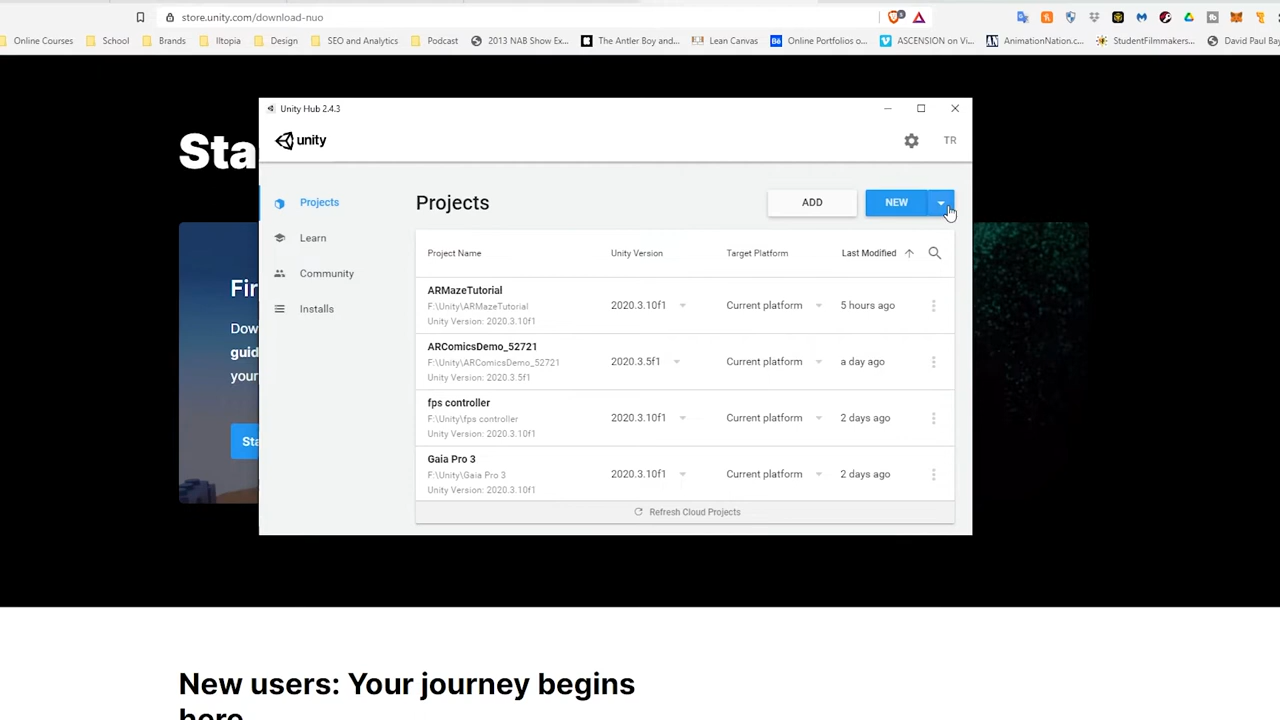 store.unity.com/download-nuo
Online Courses School Brands Iltopia Design SEO and Analytics Podcast 2013 NAB Show Ex... The Antler Boy and... Lean Canvas Online Portfolios o... ASCENSION on Vi... AnimationNation.c... StudentFilmmakers... David Paul Ba
Unity Hub 2.4.3
unity
TR
Sta
Projects
Learn
Community
Installs
Projects
ADD
NEW
Project Name Unity Version Target Platform Last Modified
ARMazeTutorial
F:\Unity\ARMazeTutorial
Unity Version: 2020.3.10f1
2020.3.10f1 Current platform 5 hours ago
ARComicsDemo_52721
F:\Unity\ARComicsDemo_52721
Unity Version: 2020.3.5f1
2020.3.5f1 Current platform a day ago
fps controller
F:\Unity\fps controller
Unity Version: 2020.3.10f1
2020.3.10f1 Current platform 2 days ago
Gaia Pro 3
F:\Unity\Gaia Pro 3
Unity Version: 2020.3.10f1
2020.3.10f1 Current platform 2 days ago
Refresh Cloud Projects
Fir
Dow
guid
your
Sta
New users: Your journey begins
here